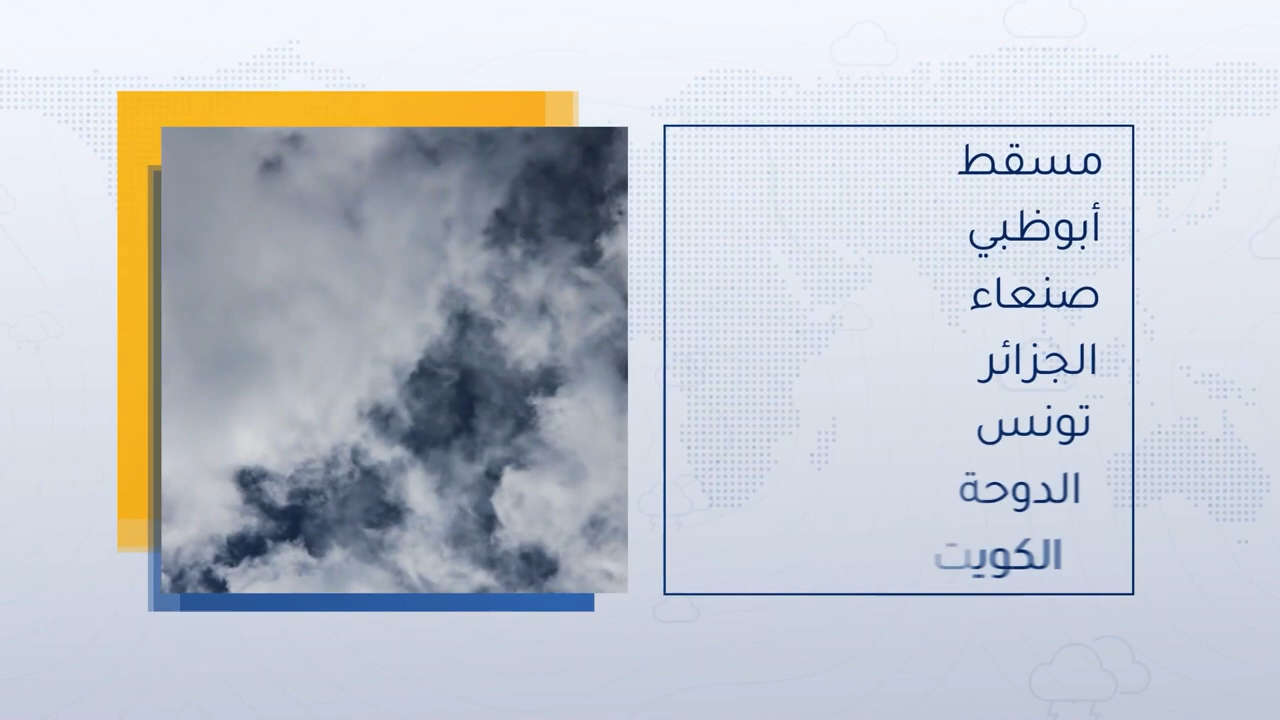 مسقط
أبوظبي
صنعاء
الجزائر
تونس
الدوحة
الكويت